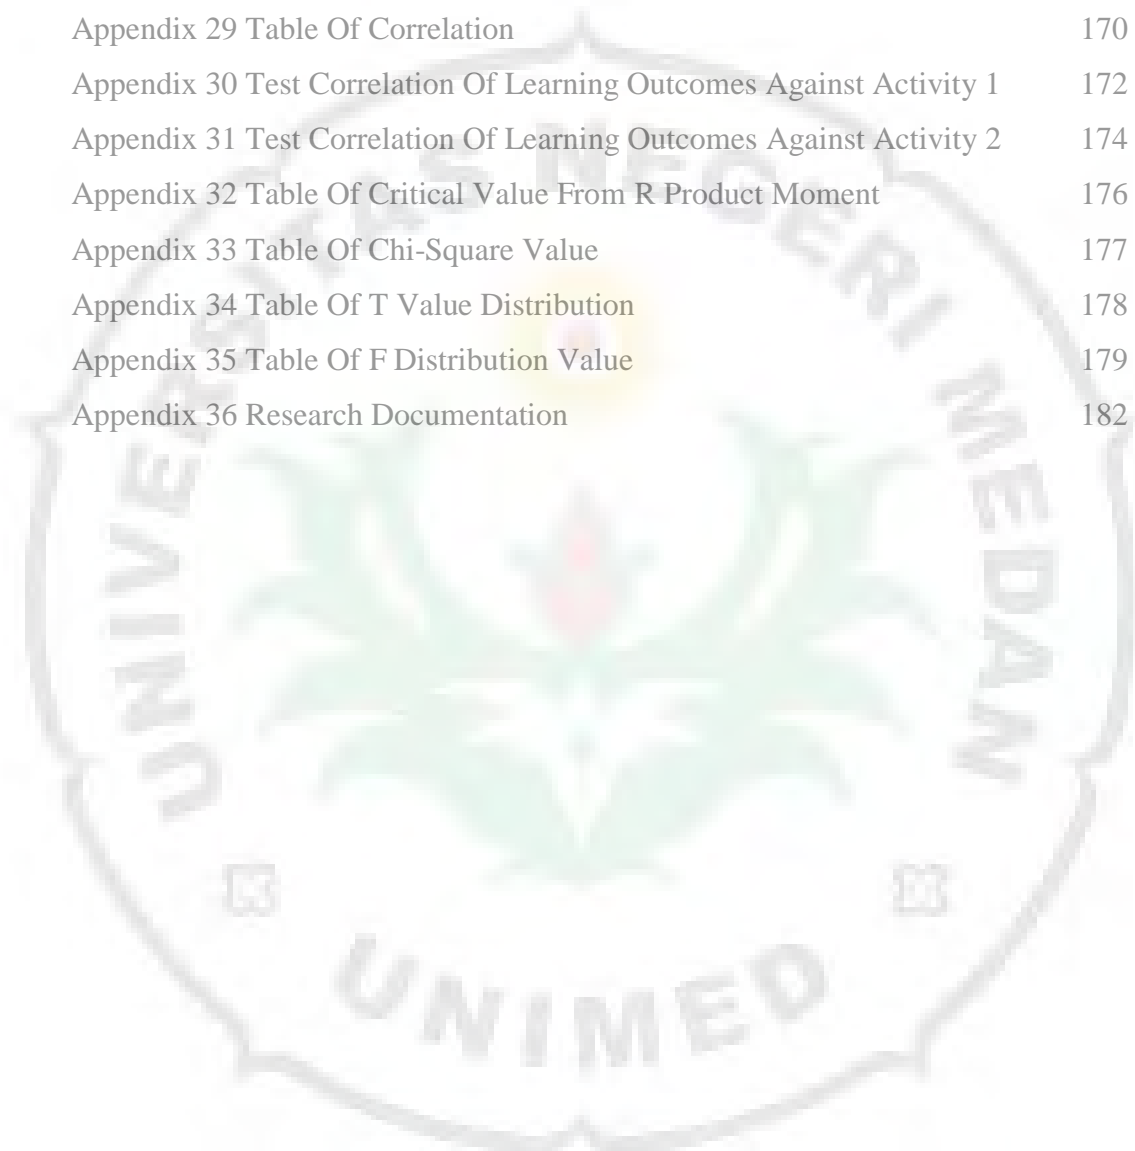 Appendix 29 Table Of Correlation 170
Appendix 30 Test Correlation Of Learning Outcomes Against Activity 1 172
Appendix 31 Test Correlation Of Learning Outcomes Against Activity 2 174
Appendix 32 Table Of Critical Value From R Product Moment 176
Appendix 33 Table Of Chi-Square Value 177
Appendix 34 Table Of T Value Distribution 178
Appendix 35 Table Of F Distribution Value 179
Appendix 36 Research Documentation 182
UNIVERSITAS NEGERI MEDAN
UNIMED